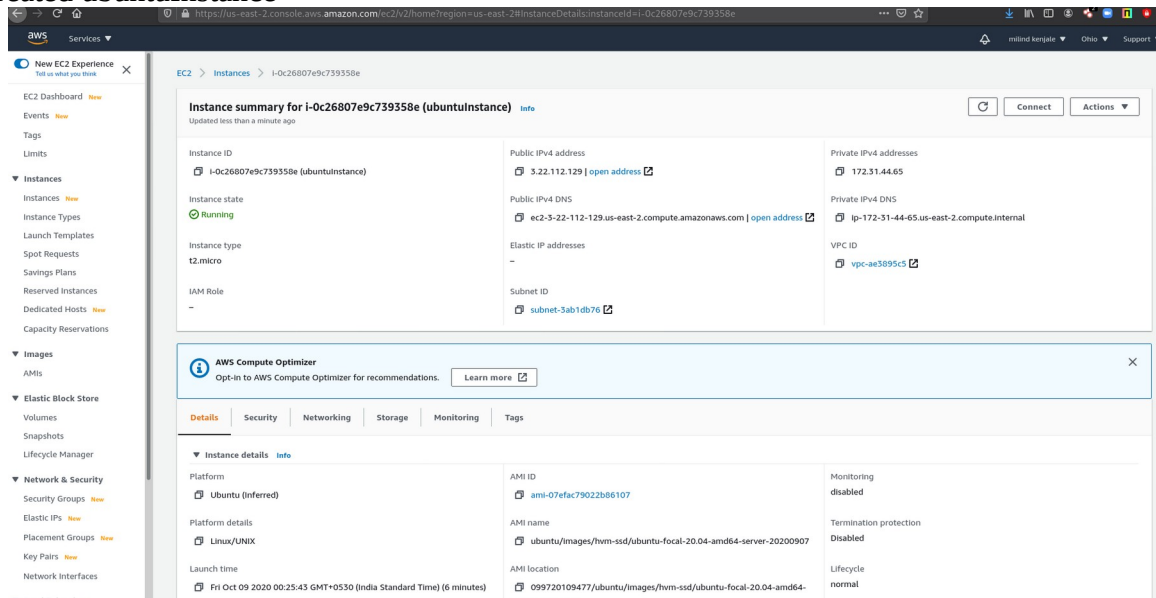 https://us-east-2.console.aws.amazon.com/ec2/v2/home?region=us-east-2#InstanceDetails:instanceId=i-0c26807e9c739358e
aws Services milind kenjale Ohio Support
New EC2 Experience
Tell us what you think
EC2 Dashboard New
Events New
Tags
Limits
Instances
Instances New
Instance Types
Launch Templates
Spot Requests
Savings Plans
Reserved Instances
Dedicated Hosts New
Capacity Reservations
Images
AMIs
Elastic Block Store
Volumes
Snapshots
Lifecycle Manager
Network & Security
Security Groups New
Elastic IPs New
Placement Groups New
Key Pairs New
Network Interfaces
EC2 > Instances > i-0c26807e9c739358e
Instance summary for i-0c26807e9c739358e (ubuntuInstance) Info
Updated less than a minute ago
Connect Actions
Instance ID
i-0c26807e9c739358e (ubuntuInstance)
Public IPv4 address
3.22.112.129 | open address
Private IPv4 addresses
172.31.44.65
Instance state
Running
Public IPv4 DNS
ec2-3-22-112-129.us-east-2.compute.amazonaws.com | open address
Private IPv4 DNS
ip-172-31-44-65.us-east-2.compute.internal
Instance type
t2.micro
Elastic IP addresses
–
VPC ID
vpc-ae3895c5
IAM Role
–
Subnet ID
subnet-3ab1db76
AWS Compute Optimizer
Opt-in to AWS Compute Optimizer for recommendations. Learn more
Details Security Networking Storage Monitoring Tags
Instance details Info
Platform
Ubuntu (Inferred)
AMI ID
ami-07efac79022b86107
Monitoring
disabled
Platform details
Linux/UNIX
AMI name
ubuntu/images/hvm-ssd/ubuntu-focal-20.04-amd64-server-20200907
Termination protection
Disabled
Launch time
Fri Oct 09 2020 00:25:43 GMT+0530 (India Standard Time) (6 minutes)
AMI location
099720109477/ubuntu/images/hvm-ssd/ubuntu-focal-20.04-amd64-
Lifecycle
normal